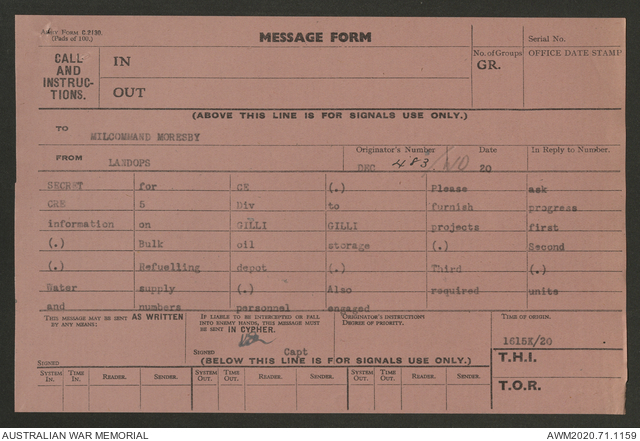 Army Form C.2130.
(Pads of 100.)
MESSAGE FORM
Serial No.
CALL AND INSTRUC-TIONS.
IN
OUT
No. of Groups
GR.
OFFICE DATE STAMP
(ABOVE THIS LINE IS FOR SIGNALS USE ONLY.)
TO
MILCOMMAND MORESBY
FROM
LANDOPS
Originator's Number
DEC 483/WO
Date
20
In Reply to Number.
SECRET for CE (.) Please ask
CRE 5 Div to furnish progress
information on GILLI GILLI projects first
(.) Bulk oil storage (.) Second
(.) Refuelling depot (.) Third (.)
Water supply (.) Also required units
and numbers personnel engaged
THIS MESSAGE MAY BE SENT AS WRITTEN
BY ANY MEANS:
IF LIABLE TO BE INTERCEPTED OR FALL
INTO ENEMY HANDS, THIS MESSAGE MUST
BE SENT IN CYPHER.
ORIGINATOR'S INSTRUCTIONS
DEGREE OF PRIORITY.
TIME OF ORIGIN.
1615K/20
SIGNED
SIGNED Capt
(BELOW THIS LINE IS FOR SIGNALS USE ONLY.)
T.H.I.
T.O.R.
SYSTEM IN. TIME IN. READER. SENDER. SYSTEM OUT. TIME OUT. READER. SENDER. SYSTEM OUT. TIME OUT. READER. SENDER.
AUSTRALIAN WAR MEMORIAL
AWM2020.71.1159